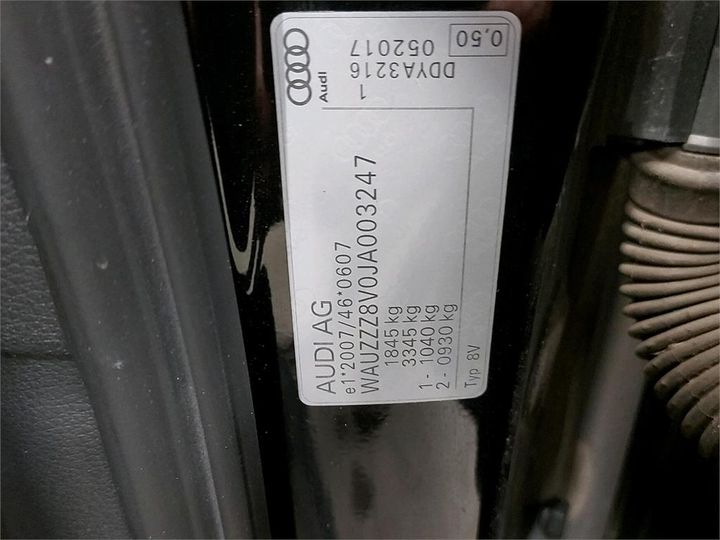 AUDI AG
e1*2007/46*0607
WAUZZZ8V0JA003247
1845 kg
3345 kg
1- 1040 kg
2- 0930 kg
Typ 8V
Audi
1
DDYA3216
052017
0,50